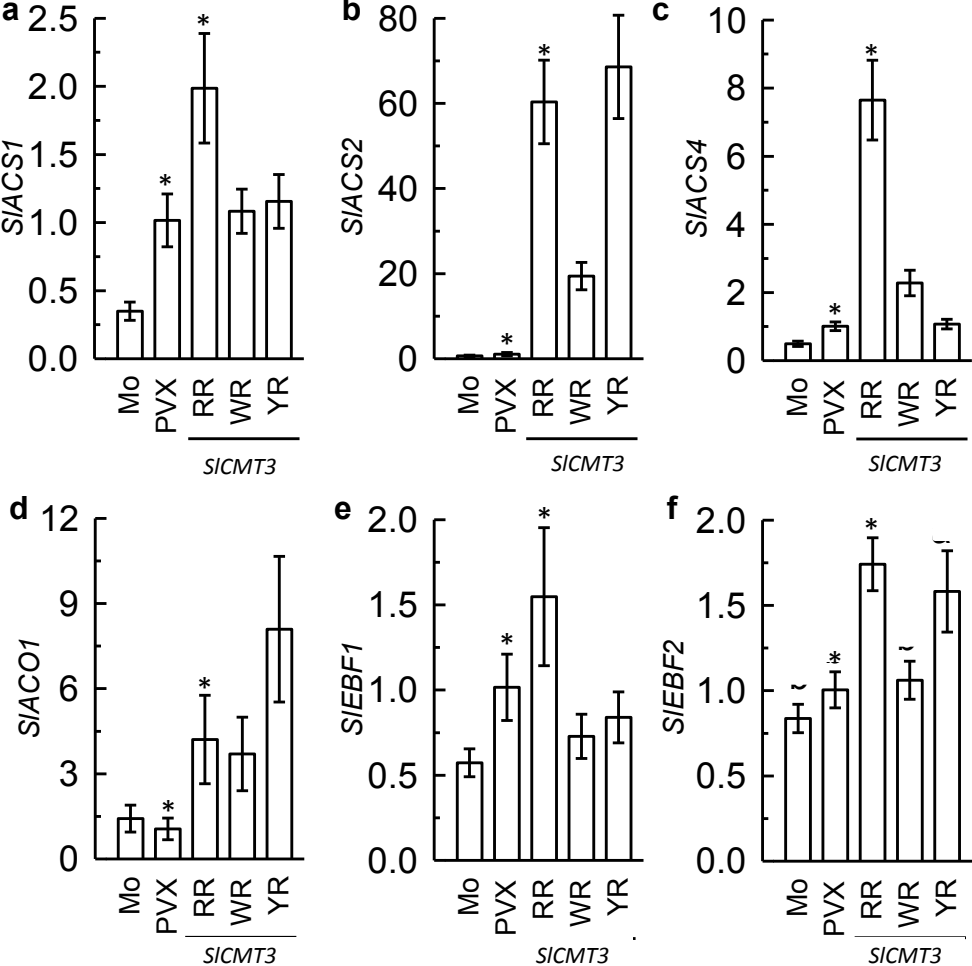 a
2.5
2.0
1.5
1.0
0.5
0.0
SlACS1
*
*
Mo
PVX
RR
WR
YR
SlCMT3
b
80
60
40
20
0
SlACS2
*
*
Mo
PVX
RR
WR
YR
SlCMT3
c
10
8
6
4
2
0
SlACS4
*
*
Mo
PVX
RR
WR
YR
SlCMT3
d
12
9
6
3
0
SlACO1
*
*
Mo
PVX
RR
WR
YR
SlCMT3
e
2.0
1.5
1.0
0.5
0.0
SlEBF1
*
*
Mo
PVX
RR
WR
YR
SlCMT3
f
2.0
1.5
1.0
0.5
0.0
SlEBF2
*
*
Mo
PVX
RR
WR
YR
SlCMT3